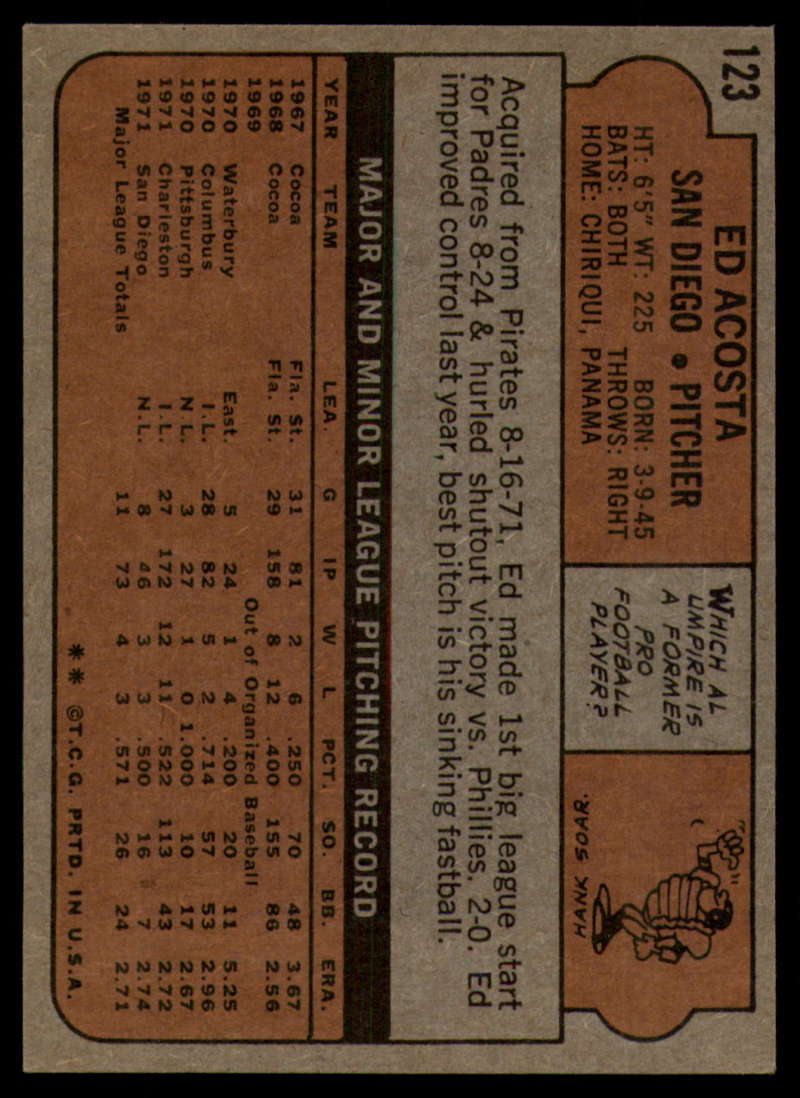 123
ED ACOSTA
SAN DIEGO • PITCHER
HT: 6'5" WT: 225 BORN: 3-9-45
BATS: BOTH THROWS: RIGHT
HOME: CHIRIQUI, PANAMA
WHICH AL
UMPIRE IS
A FORMER
PRO
FOOTBALL
PLAYER?
HANK SOAR.
Acquired from Pirates 8-16-71, Ed made 1st big league start
for Padres 8-24 & hurled shutout victory vs. Phillies, 2-0. Ed
improved control last year, best pitch is his sinking fastball.
MAJOR AND MINOR LEAGUE PITCHING RECORD
YEAR TEAM LEA. G IP W L PCT. SO. BB. ERA.
1967 Cocoa Fla. St. 31 81 2 6 .250 70 48 3.67
1968 Cocoa Fla. St. 29 158 8 12 .400 155 86 2.56
1969 Out of Organized Baseball
1970 Waterbury East. 5 24 1 4 .200 20 11 5.25
1970 Columbus I.L. 28 82 5 2 .714 57 53 2.96
1970 Pittsburgh N.L. 3 27 1 0 1.000 10 17 2.67
1971 Charleston I.L. 27 172 12 11 .522 113 43 2.72
1971 San Diego N.L. 8 46 3 3 .500 16 7 2.74
Major League Totals 11 73 4 3 .571 26 24 2.71
** ©T.C.G. PRTD. IN U.S.A.